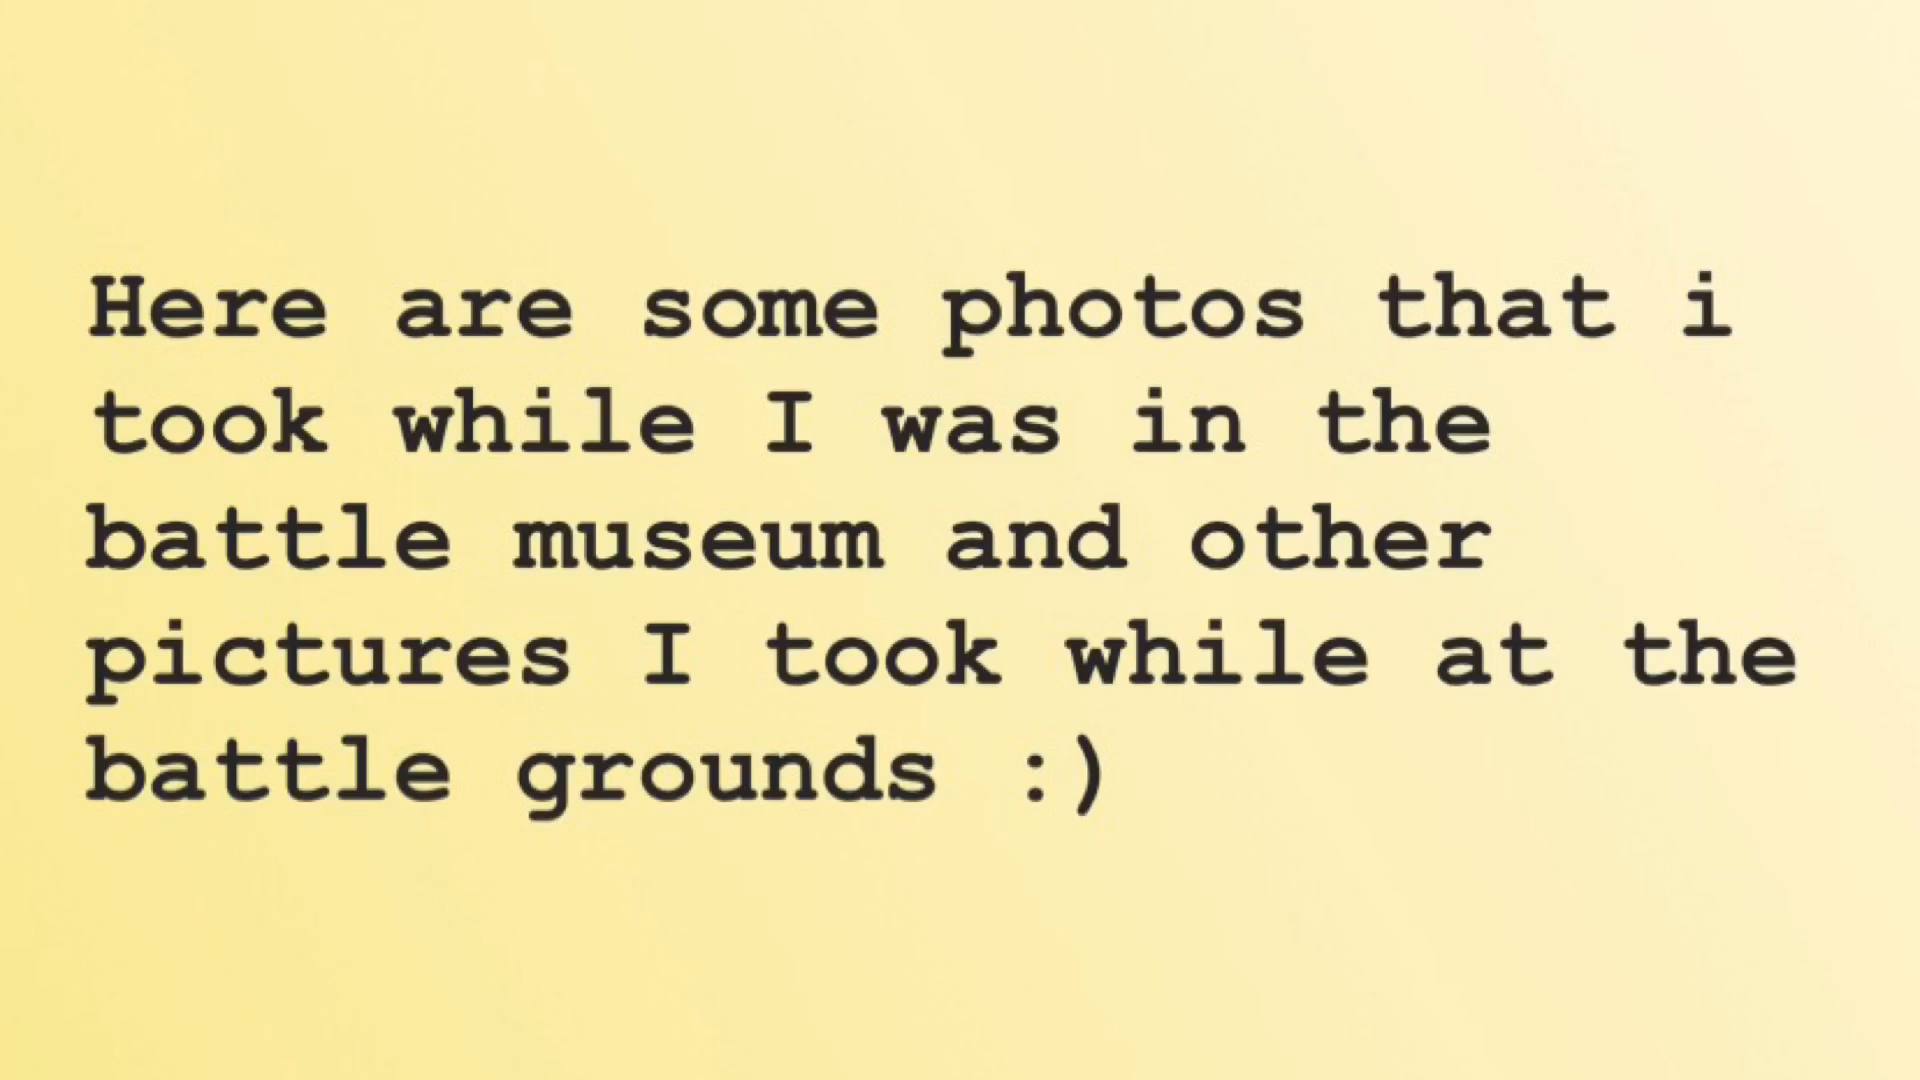 Here are some photos that i
took while I was in the
battle museum and other
pictures I took while at the
battle grounds :)